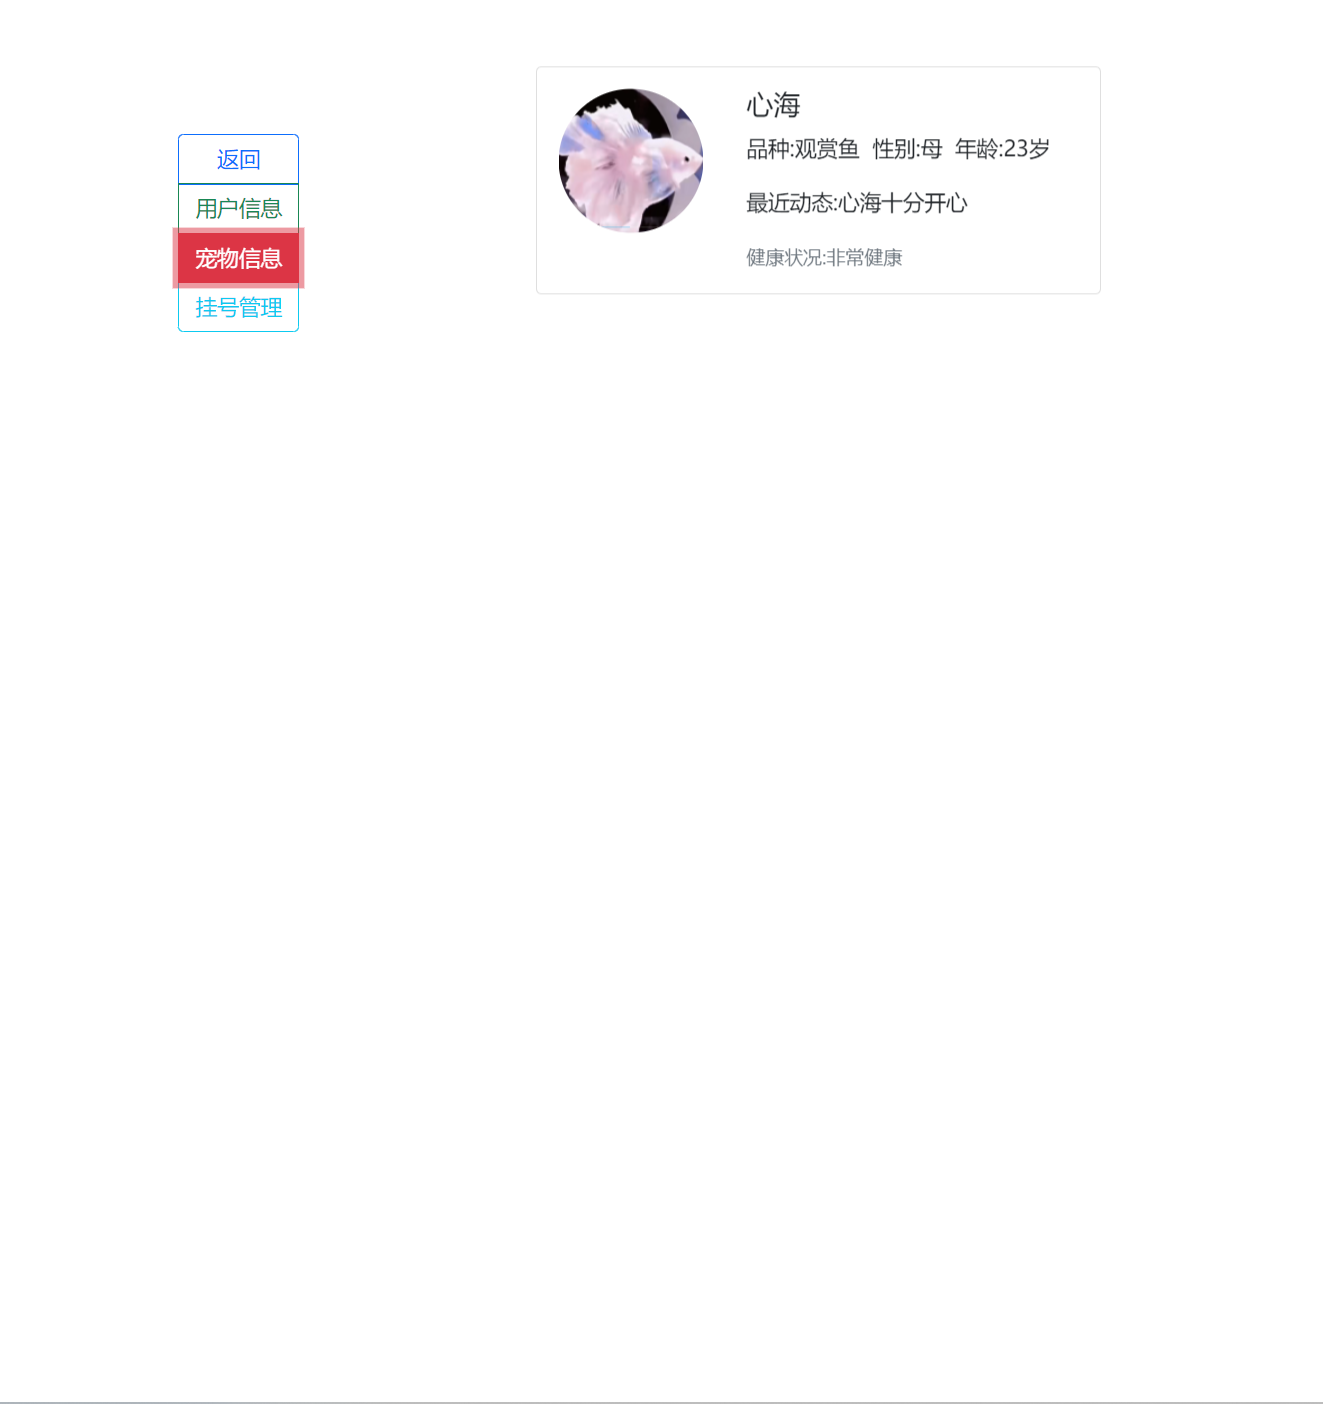 返回
用户信息
宠物信息
挂号管理
心海
品种:观赏鱼 性别:母 年龄:23岁
最近动态:心海十分开心
健康状况:非常健康